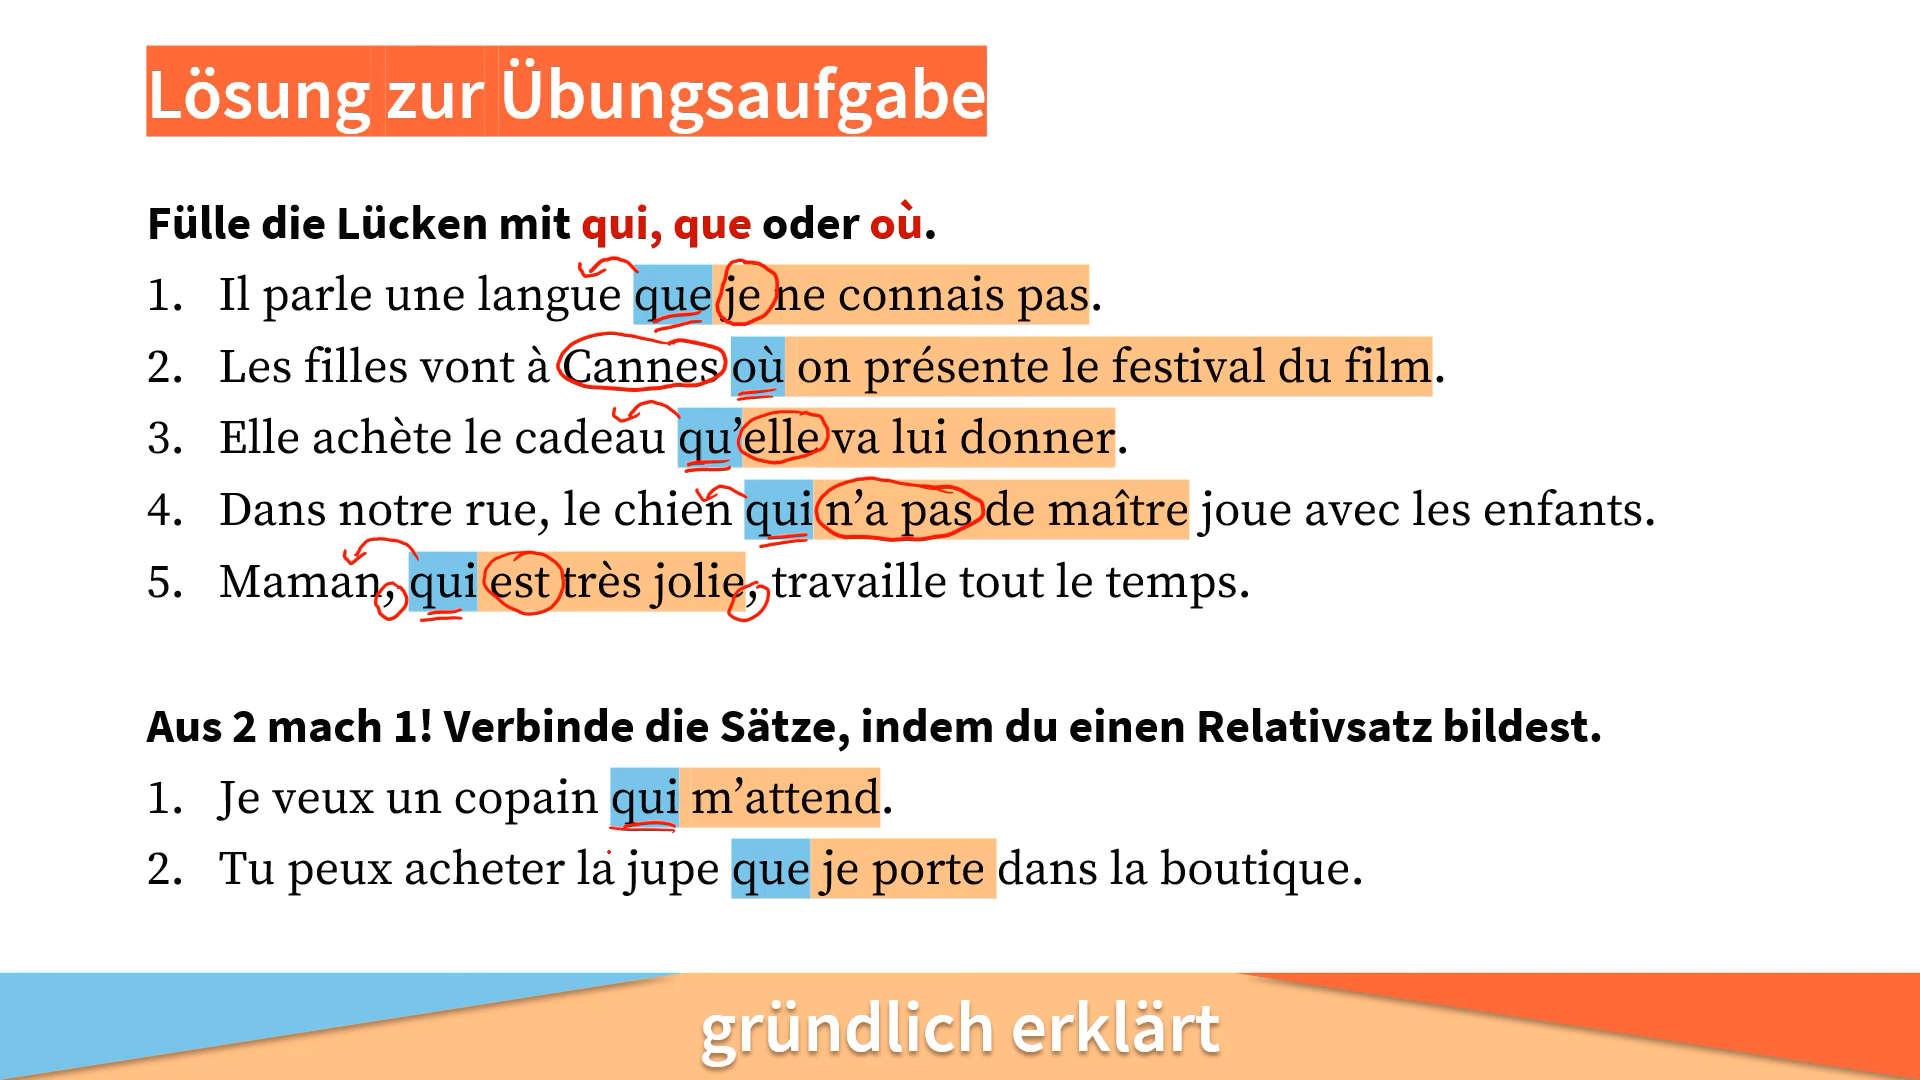 Lösung zur Übungsaufgabe
Fülle die Lücken mit qui, que oder où.
1. Il parle une langue que je ne connais pas.
2. Les filles vont à Cannes où on présente le festival du film.
3. Elle achète le cadeau qu’elle va lui donner.
4. Dans notre rue, le chien qui n’a pas de maître joue avec les enfants.
5. Maman, qui est très jolie, travaille tout le temps.
Aus 2 mach 1! Verbinde die Sätze, indem du einen Relativsatz bildest.
1. Je veux un copain qui m’attend.
2. Tu peux acheter la jupe que je porte dans la boutique.
gründlich erklärt